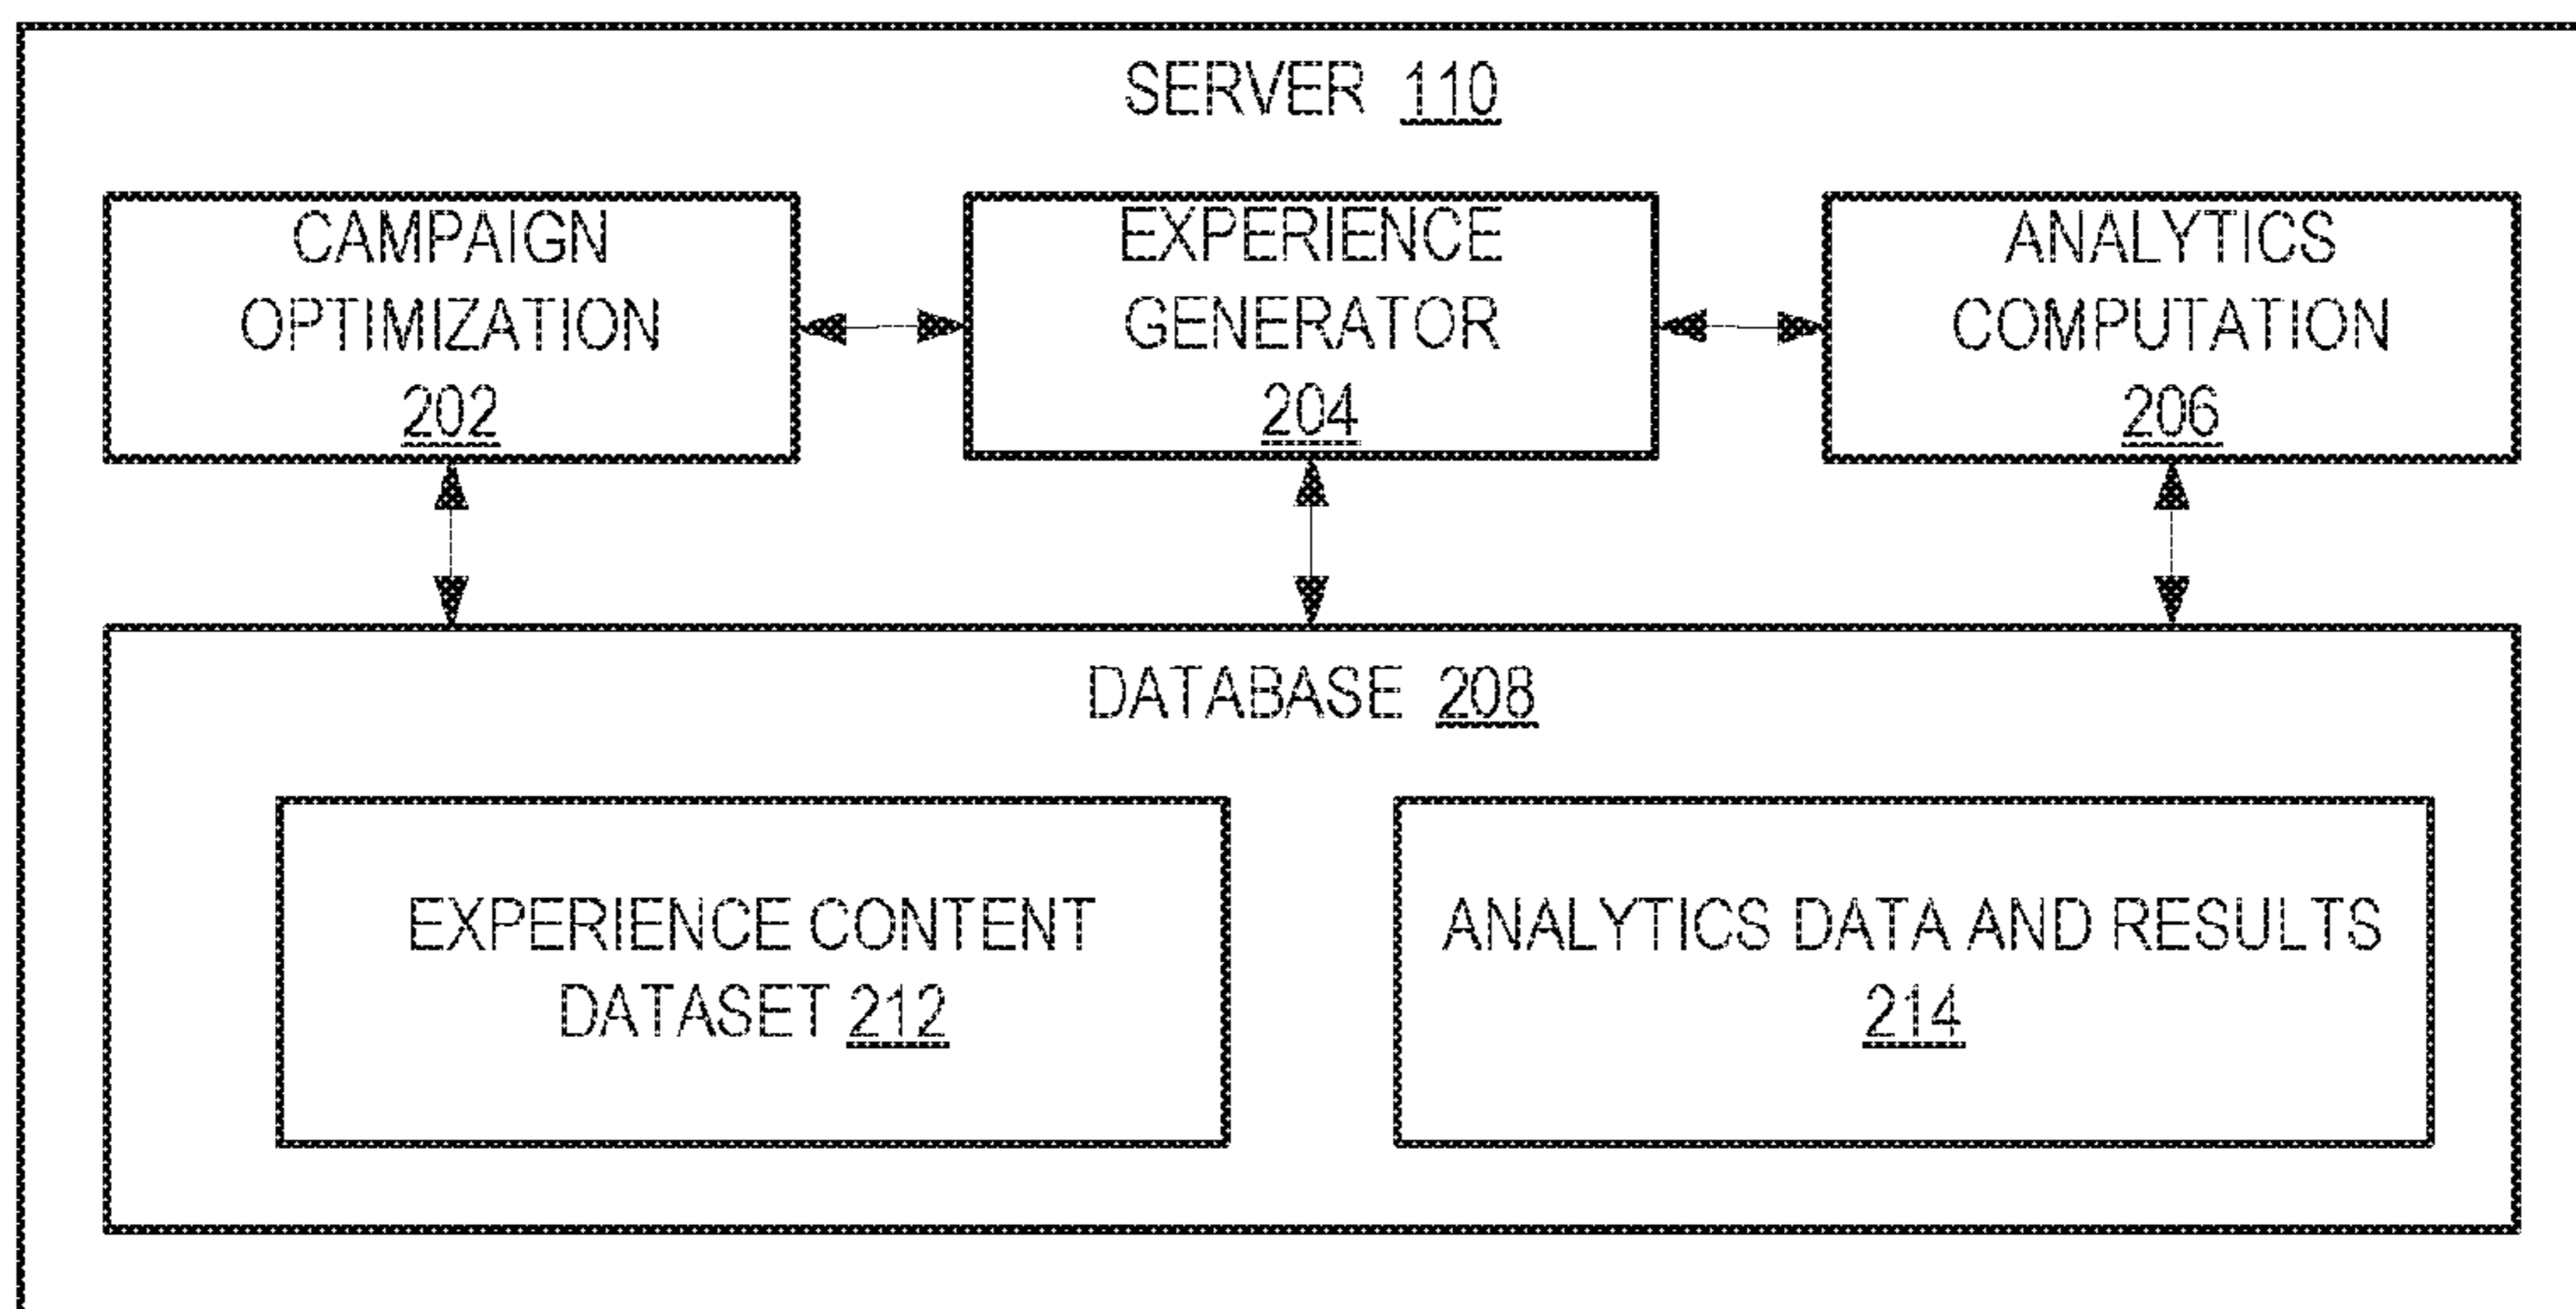 SERVER 110
CAMPAIGN
OPTIMIZATION
202
EXPERIENCE
GENERATOR
204
ANALYTICS
COMPUTATION
206
DATABASE 208
EXPERIENCE CONTENT
DATASET 212
ANALYTICS DATA AND RESULTS
214